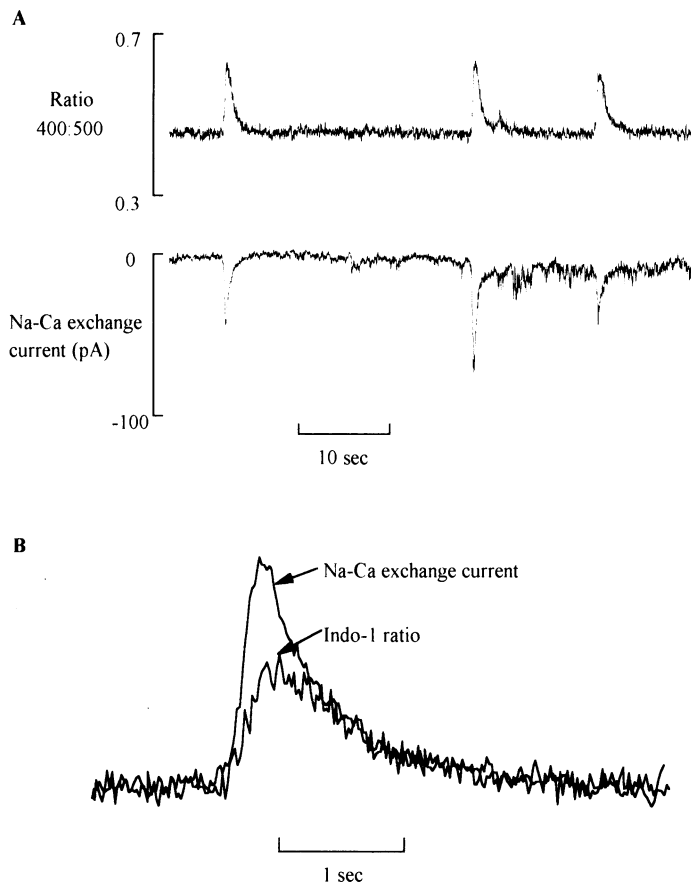 A
0.7
Ratio
400:500
0.3
0
Na-Ca exchange
current (pA)
-100
10 sec
B
Na-Ca exchange current
Indo-1 ratio
1 sec